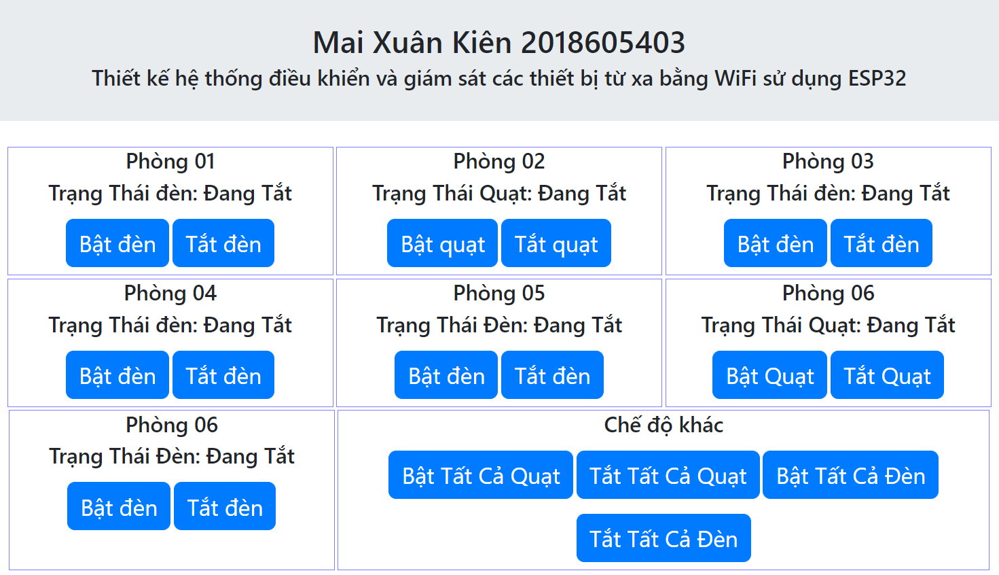 Mai Xuân Kiên 2018605403
Thiết kế hệ thống điều khiển và giám sát các thiết bị từ xa bằng WiFi sử dụng ESP32
Phòng 01
Trạng Thái đèn: Đang Tắt
Bật đèn Tắt đèn
Phòng 02
Trạng Thái Quạt: Đang Tắt
Bật quạt Tắt quạt
Phòng 03
Trạng Thái đèn: Đang Tắt
Bật đèn Tắt đèn
Phòng 04
Trạng Thái đèn: Đang Tắt
Bật đèn Tắt đèn
Phòng 05
Trạng Thái Đèn: Đang Tắt
Bật đèn Tắt đèn
Phòng 06
Trạng Thái Quạt: Đang Tắt
Bật Quạt Tắt Quạt
Phòng 06
Trạng Thái Đèn: Đang Tắt
Bật đèn Tắt đèn
Chế độ khác
Bật Tất Cả Quạt Tắt Tất Cả Quạt Bật Tất Cả Đèn
Tắt Tất Cả Đèn